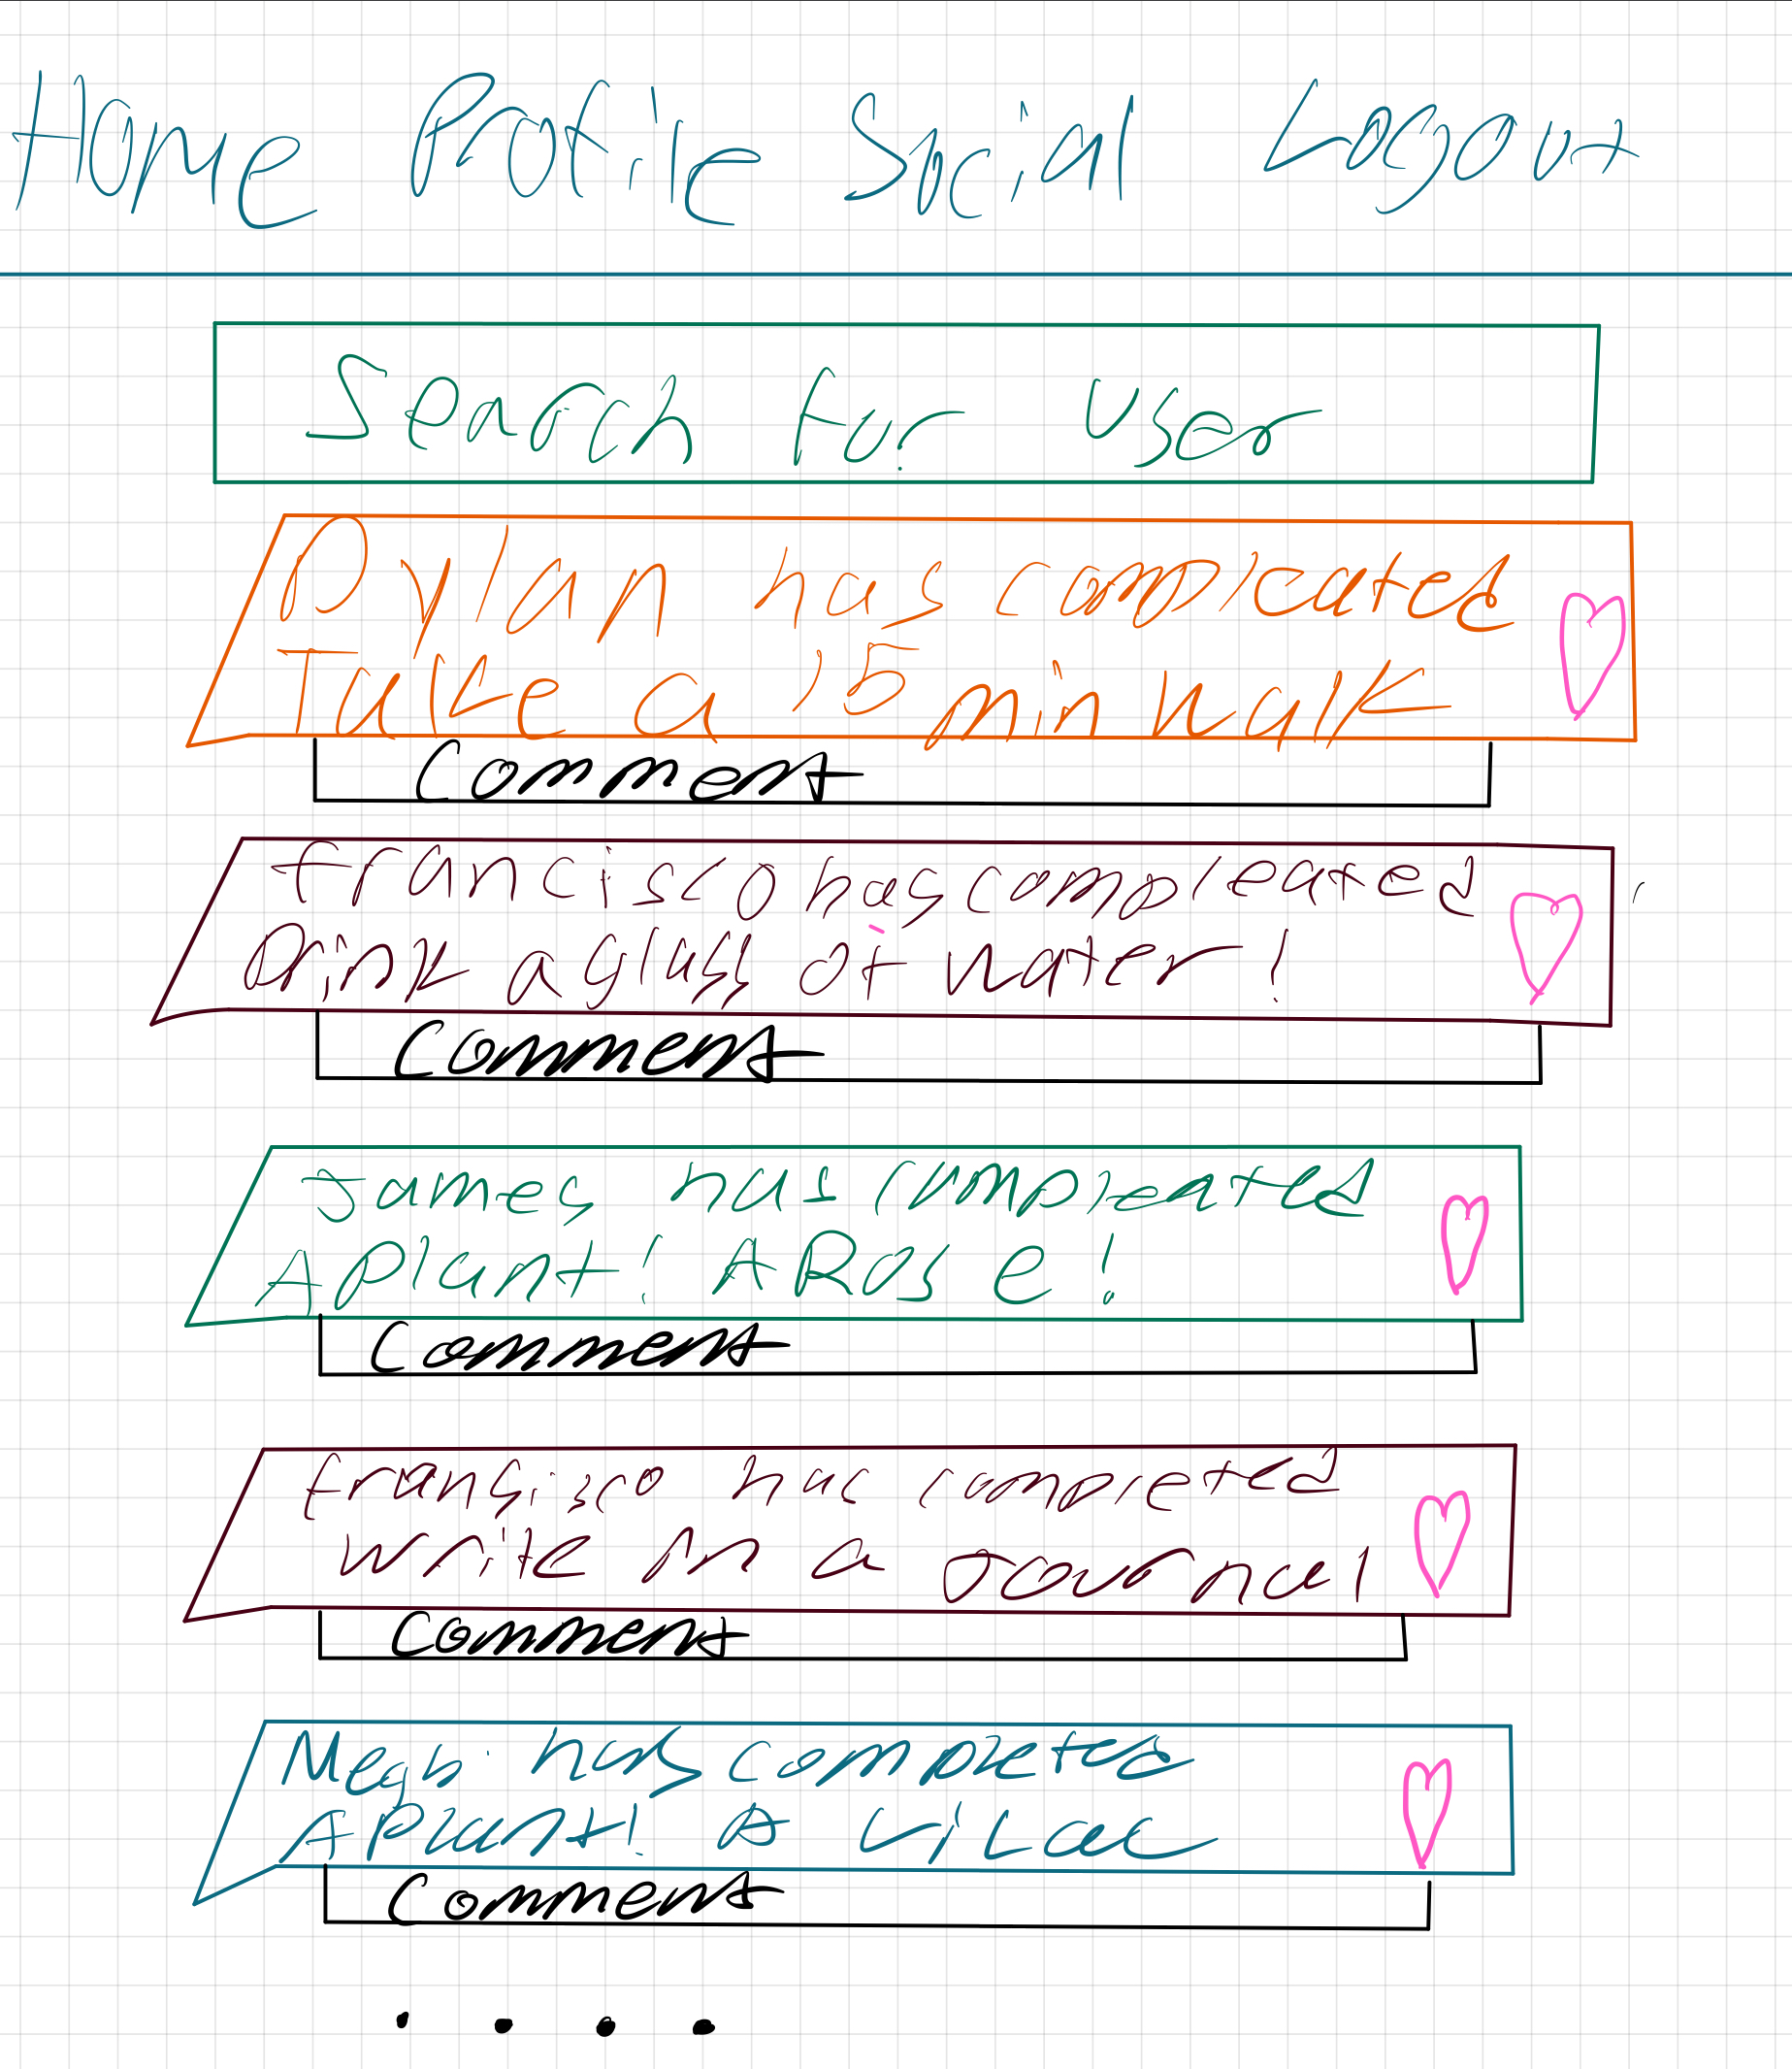 Home Profile Social Logout
Search for User
Dylan has completed
Take a 15 min walk
Comment
Francisco has compleated
Drink a glass of water!
Comment
James has compleated
A Plant! A Rose!
Comment
Francisco has completed
write in a Journal
Comment
has completed
A Plant! A LiLac
Comment